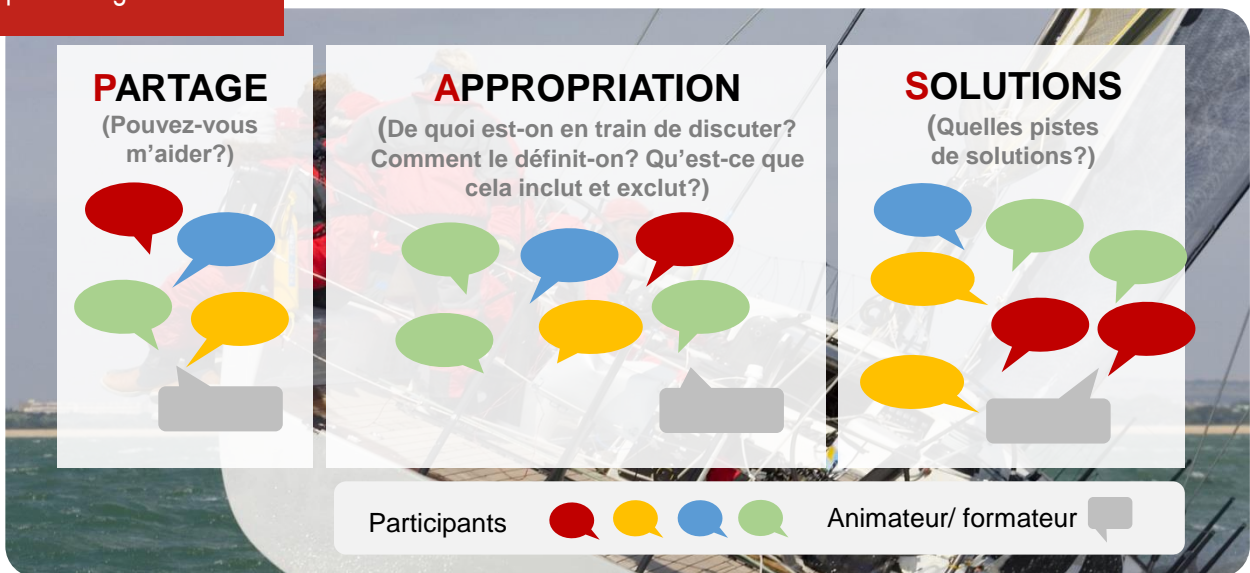 PARTAGE
(Pouvez-vous
m'aider?)
APPROPRIATION
(De quoi est-on en train de discuter?
Comment le définit-on? Qu'est-ce que
cela inclut et exclut?)
SOLUTIONS
(Quelles pistes
de solutions?)
Participants
Animateur/ formateur